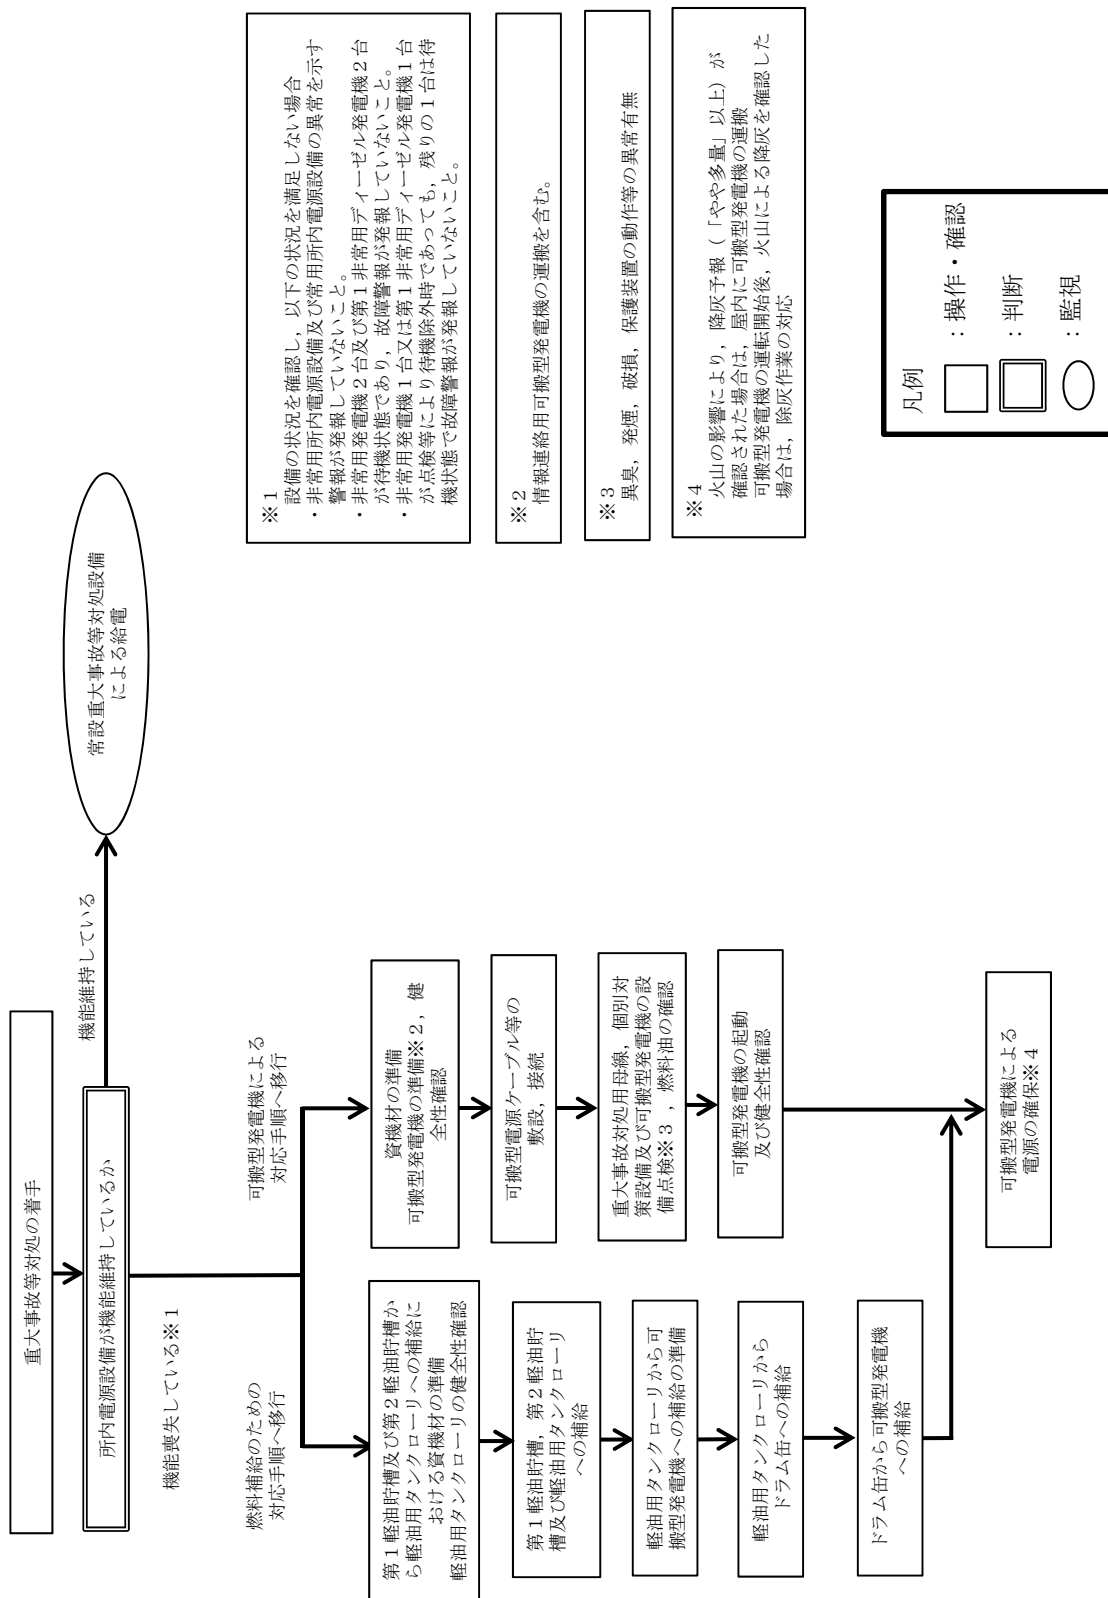 重大事故等対処の着手
所内電源設備が機能維持しているか
機能維持している
常設重大事故等対処設備
による給電
機能喪失している※1
燃料補給のための
対応手順へ移行
可搬型発電機による
対応手順へ移行
第1軽油貯槽及び第2軽油貯槽か
ら軽油用タンクローリへの補給に
おける資機材の準備
軽油用タンクローリの健全性確認
第1軽油貯槽,第2軽油貯
槽及び軽油用タンクローリ
への補給
軽油用タンクローリから可
搬型発電機への補給の準備
軽油用タンクローリから
ドラム缶への補給
ドラム缶から可搬型発電機
への補給
資機材の準備
可搬型発電機の準備※2,健
全性確認
可搬型電源ケーブル等の
敷設,接続
重大事故対処用母線,個別対
策設備及び可搬型発電機の設
備点検※3,燃料油の確認
可搬型発電機の起動
及び健全性確認
可搬型発電機による
電源の確保※4
※1
設備の状況を確認し,以下の状況を満足しない場合
・非常用所内電源設備及び常用所内電源設備の異常を示す
警報が発報していないこと。
・非常用発電機2台及び第1非常用ディーゼル発電機2台
が待機状態であり,故障警報が発報していないこと。
・非常用発電機1台又は第1非常用ディーゼル発電機1台
が点検等により待機除外時であっても,残りの1台は待
機状態で故障警報が発報していないこと。
※2
情報連絡用可搬型発電機の運搬を含む。
※3
異臭,発煙,破損,保護装置の動作等の異常有無
※4
火山の影響により,降灰予報(「やや多量」以上)が
確認された場合は,屋内に可搬型発電機の運搬
可搬型発電機の運転開始後,火山による降灰を確認した
場合は,除灰作業の対応
凡例
:操作・確認
:判断
:監視